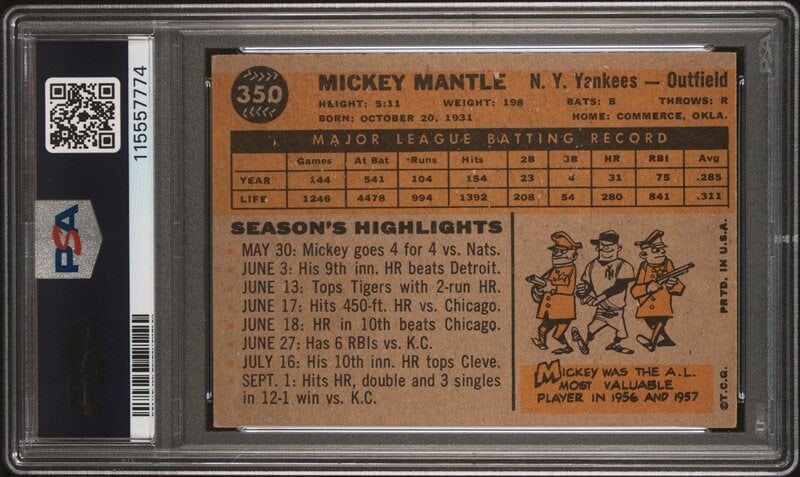 115557774
PSA
PSA
350
MICKEY MANTLE N. Y. Yankees — Outfield
HEIGHT: 5:11 WEIGHT: 198 BATS: B THROWS: R
BORN: OCTOBER 20, 1931 HOME: COMMERCE, OKLA.
MAJOR LEAGUE BATTING RECORD
Games At Bat Runs Hits 2B 3B HR RBI Avg
YEAR 144 541 104 154 23 4 31 75 .285
LIFE 1246 4478 994 1392 208 54 280 841 .311
SEASON'S HIGHLIGHTS
MAY 30: Mickey goes 4 for 4 vs. Nats.
JUNE 3: His 9th inn. HR beats Detroit.
JUNE 13: Tops Tigers with 2-run HR.
JUNE 17: Hits 450-ft. HR vs. Chicago.
JUNE 18: HR in 10th beats Chicago.
JUNE 27: Has 6 RBIs vs. K.C.
JULY 16: His 10th inn. HR tops Cleve.
SEPT. 1: Hits HR, double and 3 singles
in 12-1 win vs. K.C.
NY
MICKEY WAS THE A.L.
MOST VALUABLE
PLAYER IN 1956 AND 1957
©T.C.G. PRTD. IN U.S.A.